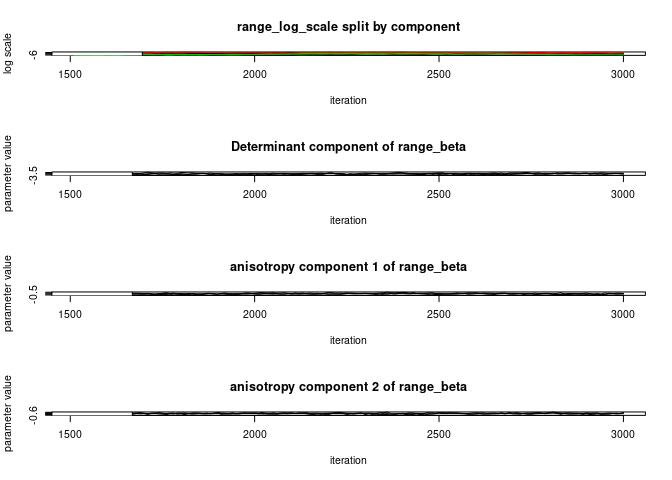 range_log_scale split by component
log scale
-6
1500 2000 2500 3000
iteration
Determinant component of range_beta
parameter value
-3.5
1500 2000 2500 3000
iteration
anisotropy component 1 of range_beta
parameter value
-0.5
1500 2000 2500 3000
iteration
anisotropy component 2 of range_beta
parameter value
-0.6
1500 2000 2500 3000
iteration